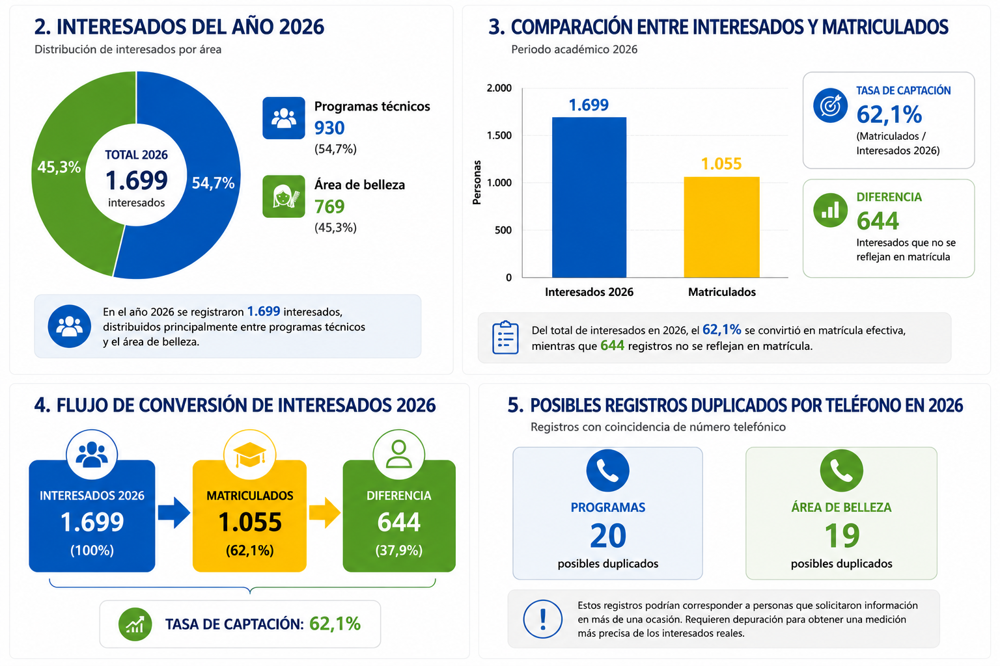 2. INTERESADOS DEL AÑO 2026
Distribución de interesados por área
45,3%
TOTAL 2026
1.699
interesados
54,7%
Programas técnicos
930
(54,7%)
Área de belleza
769
(45,3%)
En el año 2026 se registraron 1.699 interesados,
distribuidos principalmente entre programas técnicos
y el área de belleza.
3. COMPARACIÓN ENTRE INTERESADOS Y MATRICULADOS
Periodo académico 2026
Personas
2.000
1.500
1.000
500
0
1.699
1.055
Interesados 2026
Matriculados
TASA DE CAPTACIÓN
62,1%
(Matriculados /
Interesados 2026)
DIFERENCIA
644
Interesados que no se
reflejan en matrícula
Del total de interesados en 2026, el 62,1% se convirtió en matrícula efectiva,
mientras que 644 registros no se reflejan en matrícula.
4. FLUJO DE CONVERSIÓN DE INTERESADOS 2026
INTERESADOS 2026
1.699
(100%)
MATRICULADOS
1.055
(62,1%)
DIFERENCIA
644
(37,9%)
TASA DE CAPTACIÓN: 62,1%
5. POSIBLES REGISTROS DUPLICADOS POR TELÉFONO EN 2026
Registros con coincidencia de número telefónico
PROGRAMAS
20
posibles duplicados
ÁREA DE BELLEZA
19
posibles duplicados
Estos registros podrían corresponder a personas que solicitaron información
en más de una ocasión. Requieren depuración para obtener una medición
más precisa de los interesados reales.